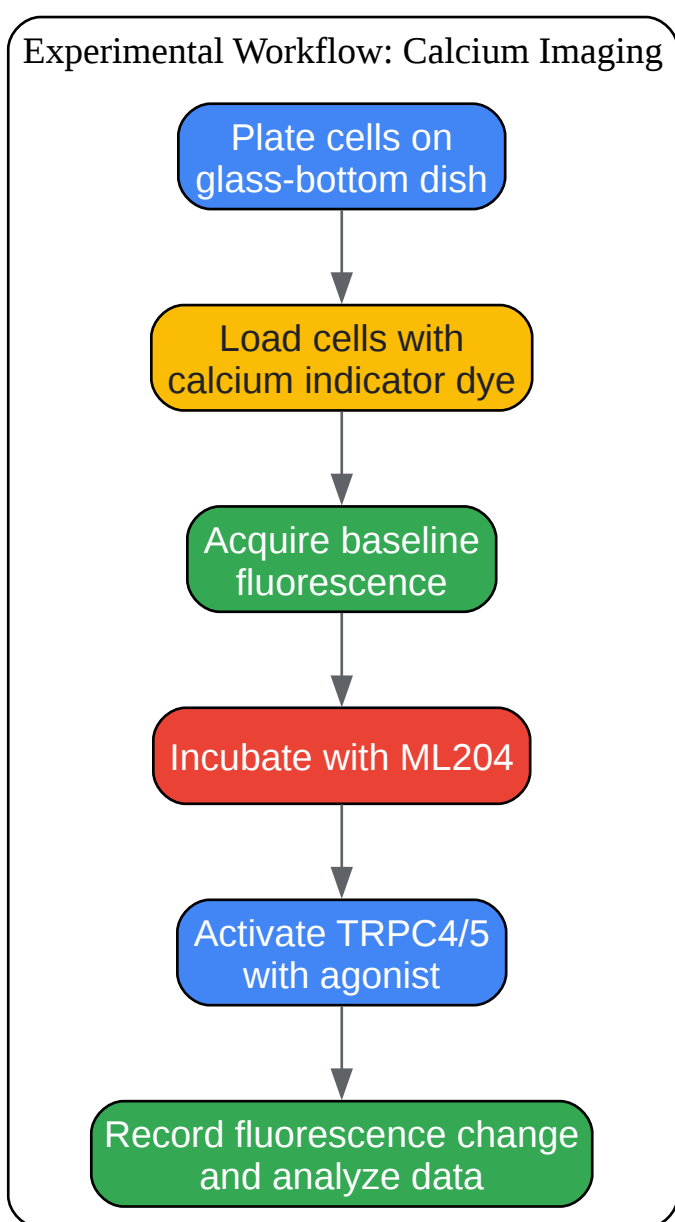 Experimental Workflow: Calcium Imaging
Plate cells on
glass-bottom dish
Load cells with
calcium indicator dye
Acquire baseline
fluorescence
Incubate with ML204
Activate TRPC4/5
with agonist
Record fluorescence change
and analyze data